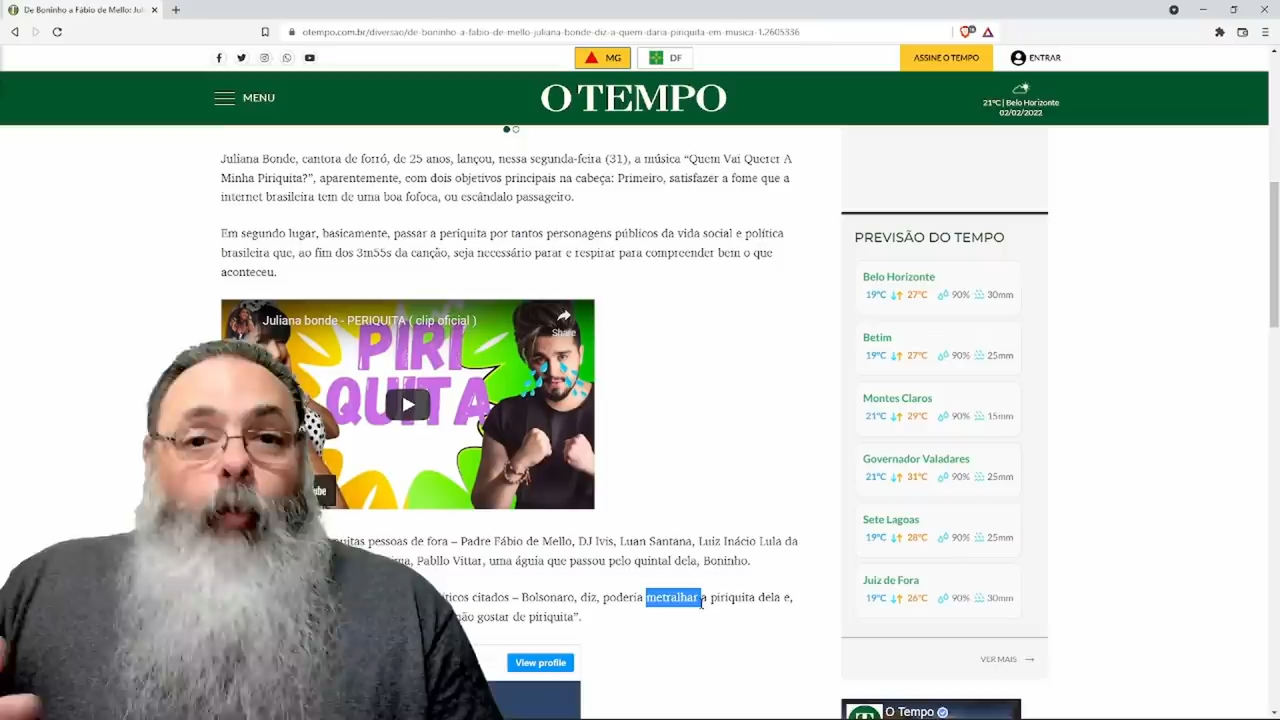 De Boninho a Fábio de Mello: Jul
otempo.com.br/diversao/de-boninho-a-fabio-de-mello-juliana-bonde-diz-a-quem-daria-piriquita-em-musica-1.2605336
MG
DF
ASSINE O TEMPO
ENTRAR
MENU
O TEMPO
21°C | Belo Horizonte
02/02/2022
Juliana Bonde, cantora de forró, de 25 anos, lançou, nessa segunda-feira (31), a música “Quem Vai Querer A
Minha Piriquita?”, aparentemente, com dois objetivos principais na cabeça: Primeiro, satisfazer a fome que a
internet brasileira tem de uma boa fofoca, ou escândalo passageiro.
Em segundo lugar, basicamente, passar a periquita por tantos personagens públicos da vida social e política
brasileira que, ao fim dos 3m55s da canção, seja necessário parar e respirar para compreender bem o que
aconteceu.
Juliana bonde - PERIQUITA ( clip oficial )
Share
PIRI
QUITA
uitas pessoas de fora – Padre Fábio de Mello, DJ Ivis, Luan Santana, Luiz Inácio Lula da
Pabllo Vittar, uma águia que passou pelo quintal dela, Boninho.
íticos citados – Bolsonaro, diz, poderia metralhar a piriquita dela e,
não gostar de piriquita”.
View profile
PREVISÃO DO TEMPO
Belo Horizonte
19°C 27°C 90% 30mm
Betim
19°C 27°C 90% 25mm
Montes Claros
21°C 29°C 90% 15mm
Governador Valadares
21°C 31°C 90% 25mm
Sete Lagoas
19°C 28°C 90% 25mm
Juiz de Fora
19°C 26°C 90% 30mm
VER MAIS
O Tempo